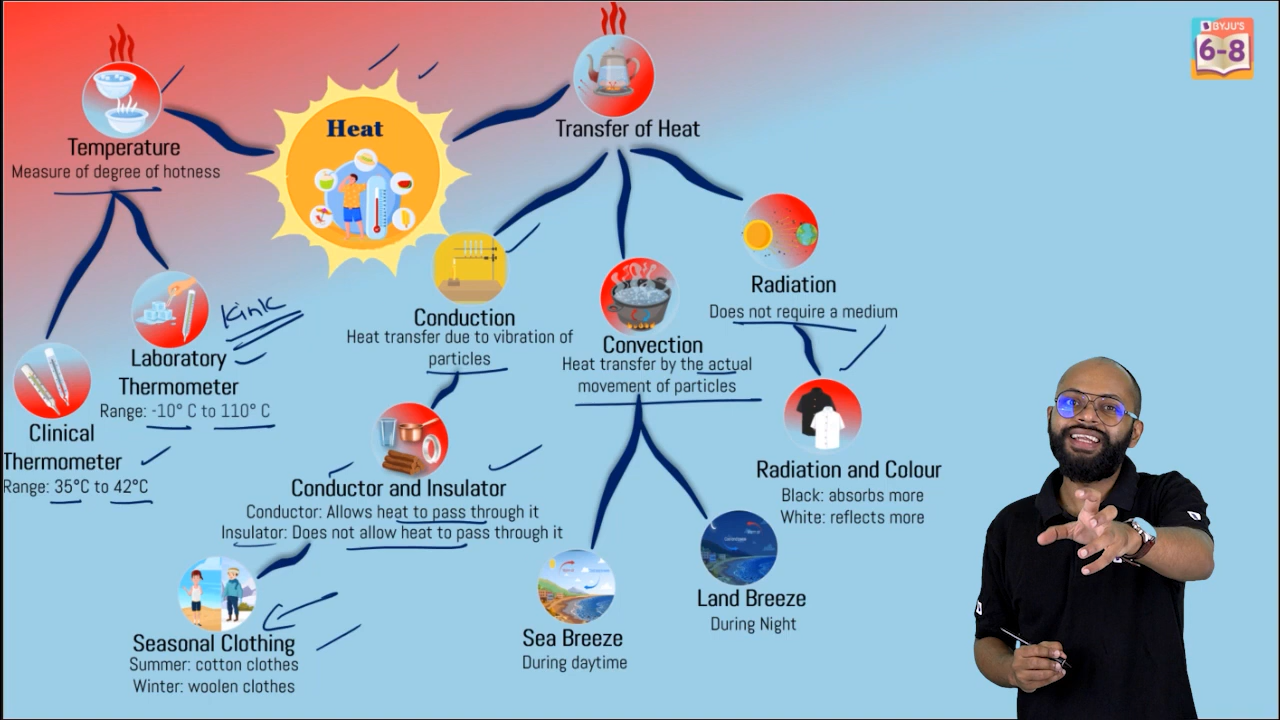 BYJU'S
6-8
Heat
Temperature
Measure of degree of hotness
Laboratory
Thermometer
Range: -10° C to 110° C
Kink
Clinical
Thermometer
Range: 35°C to 42°C
Transfer of Heat
Conduction
Heat transfer due to vibration of
particles
Conductor and Insulator
Conductor: Allows heat to pass through it
Insulator: Does not allow heat to pass through it
Seasonal Clothing
Summer: cotton clothes
Winter: woolen clothes
Convection
Heat transfer by the actual
movement of particles
Sea Breeze
During daytime
Land Breeze
During Night
Radiation
Does not require a medium
Radiation and Colour
Black: absorbs more
White: reflects more